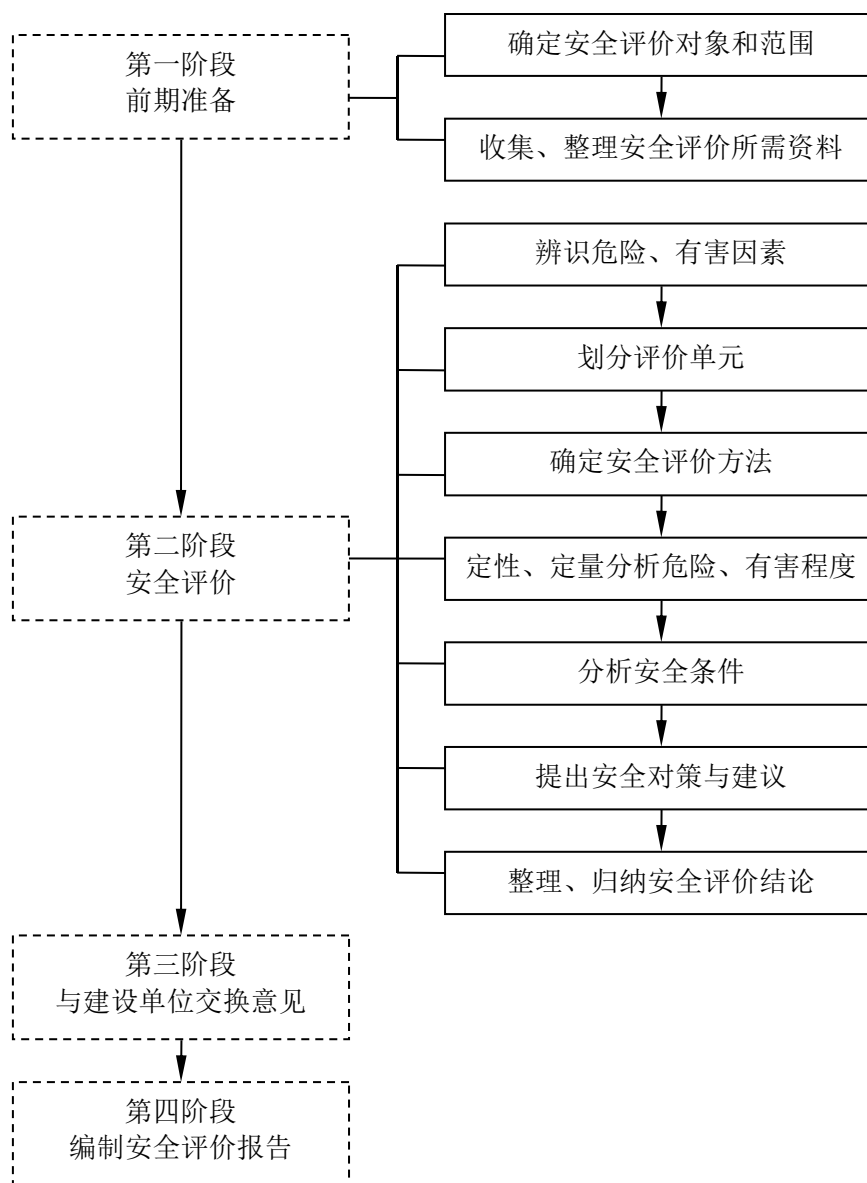 第一阶段
前期准备
确定安全评价对象和范围
收集、整理安全评价所需资料
第二阶段
安全评价
辨识危险、有害因素
划分评价单元
确定安全评价方法
定性、定量分析危险、有害程度
分析安全条件
提出安全对策与建议
整理、归纳安全评价结论
第三阶段
与建设单位交换意见
第四阶段
编制安全评价报告